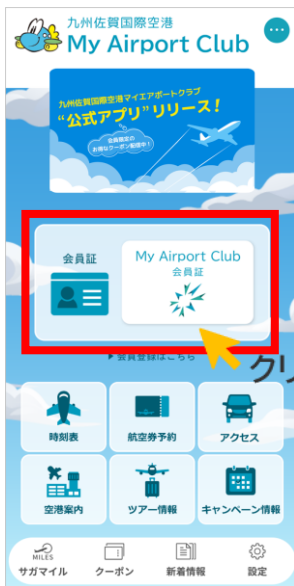 九州佐賀国際空港
My Airport Club
九州佐賀国際空港マイエアポートクラブ
“公式アプリ”リリース！
会員限定の
お得なクーポン配信中！
会員証
My Airport Club
会員証
▶会員登録はこちら
クリ
時刻表
航空券予約
アクセス
空港案内
ツアー情報
キャンペーン情報
MILES
サガマイル
クーポン
新着情報
設定